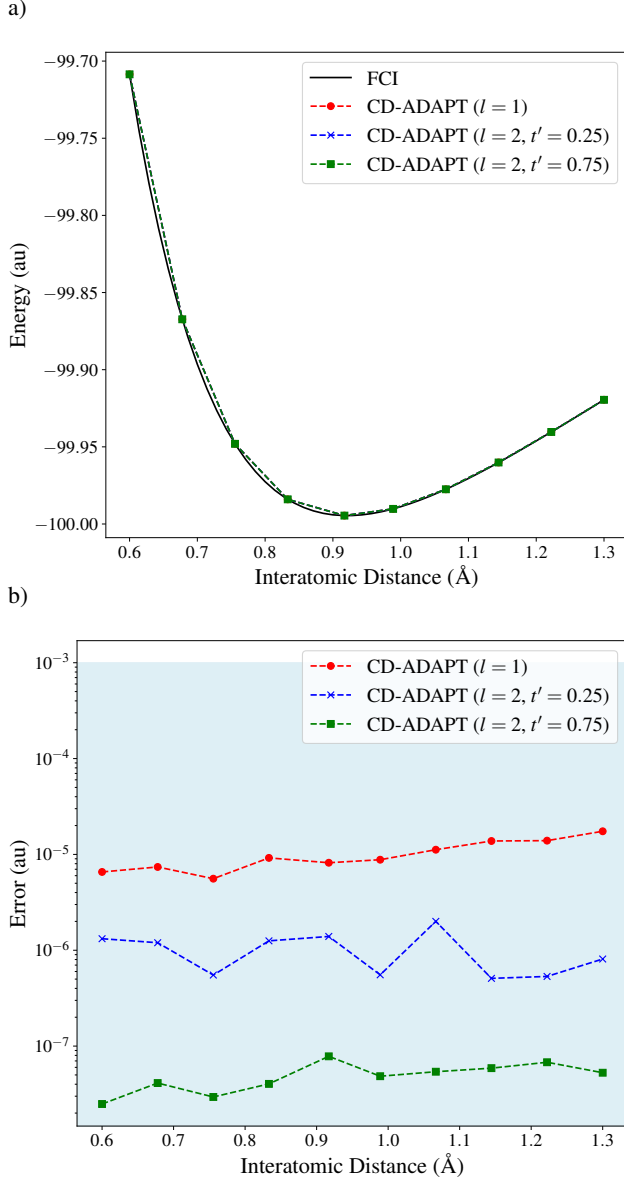 a)
−99.70
−99.75
−99.80
−99.85
−99.90
−99.95
−100.00
Energy (au)
FCI
CD-ADAPT (l = 1)
CD-ADAPT (l = 2, t′ = 0.25)
CD-ADAPT (l = 2, t′ = 0.75)
0.6 0.7 0.8 0.9 1.0 1.1 1.2 1.3
Interatomic Distance (Å)
b)
10⁻³
10⁻⁴
10⁻⁵
10⁻⁶
10⁻⁷
Error (au)
CD-ADAPT (l = 1)
CD-ADAPT (l = 2, t′ = 0.25)
CD-ADAPT (l = 2, t′ = 0.75)
0.6 0.7 0.8 0.9 1.0 1.1 1.2 1.3
Interatomic Distance (Å)